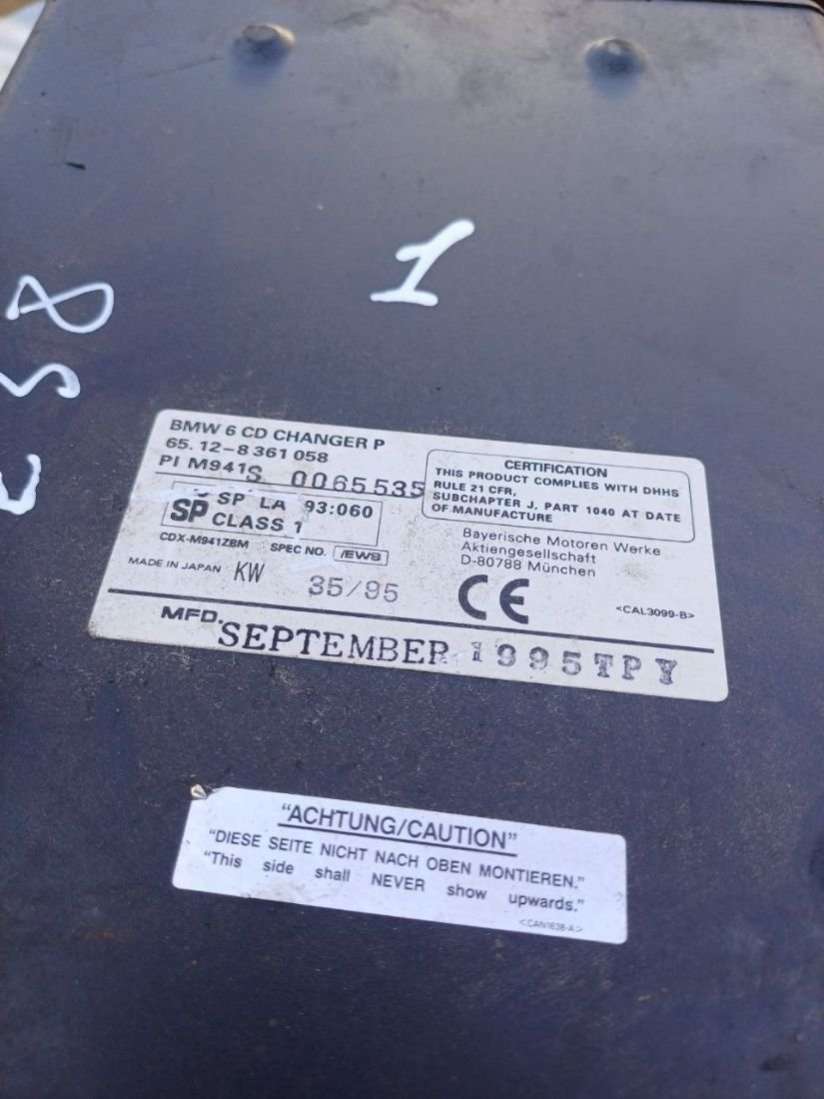 1
E38
BMW 6 CD CHANGER P
65. 12-8 361 058
PI M941S 0065535
SP LA 93:060
SP CLASS 1
CDX-M941ZBM SPEC NO. /EWS
MADE IN JAPAN KW 35/95
CERTIFICATION
THIS PRODUCT COMPLIES WITH DHHS
RULE 21 CFR,
SUBCHAPTER J, PART 1040 AT DATE
OF MANUFACTURE
Bayerische Motoren Werke
Aktiengesellschaft
D-80788 München
CE
<CAL3099-B>
MFD. SEPTEMBER 1995TPY
"ACHTUNG/CAUTION"
"DIESE SEITE NICHT NACH OBEN MONTIEREN."
"This side shall NEVER show upwards."
<CAN1638-A>